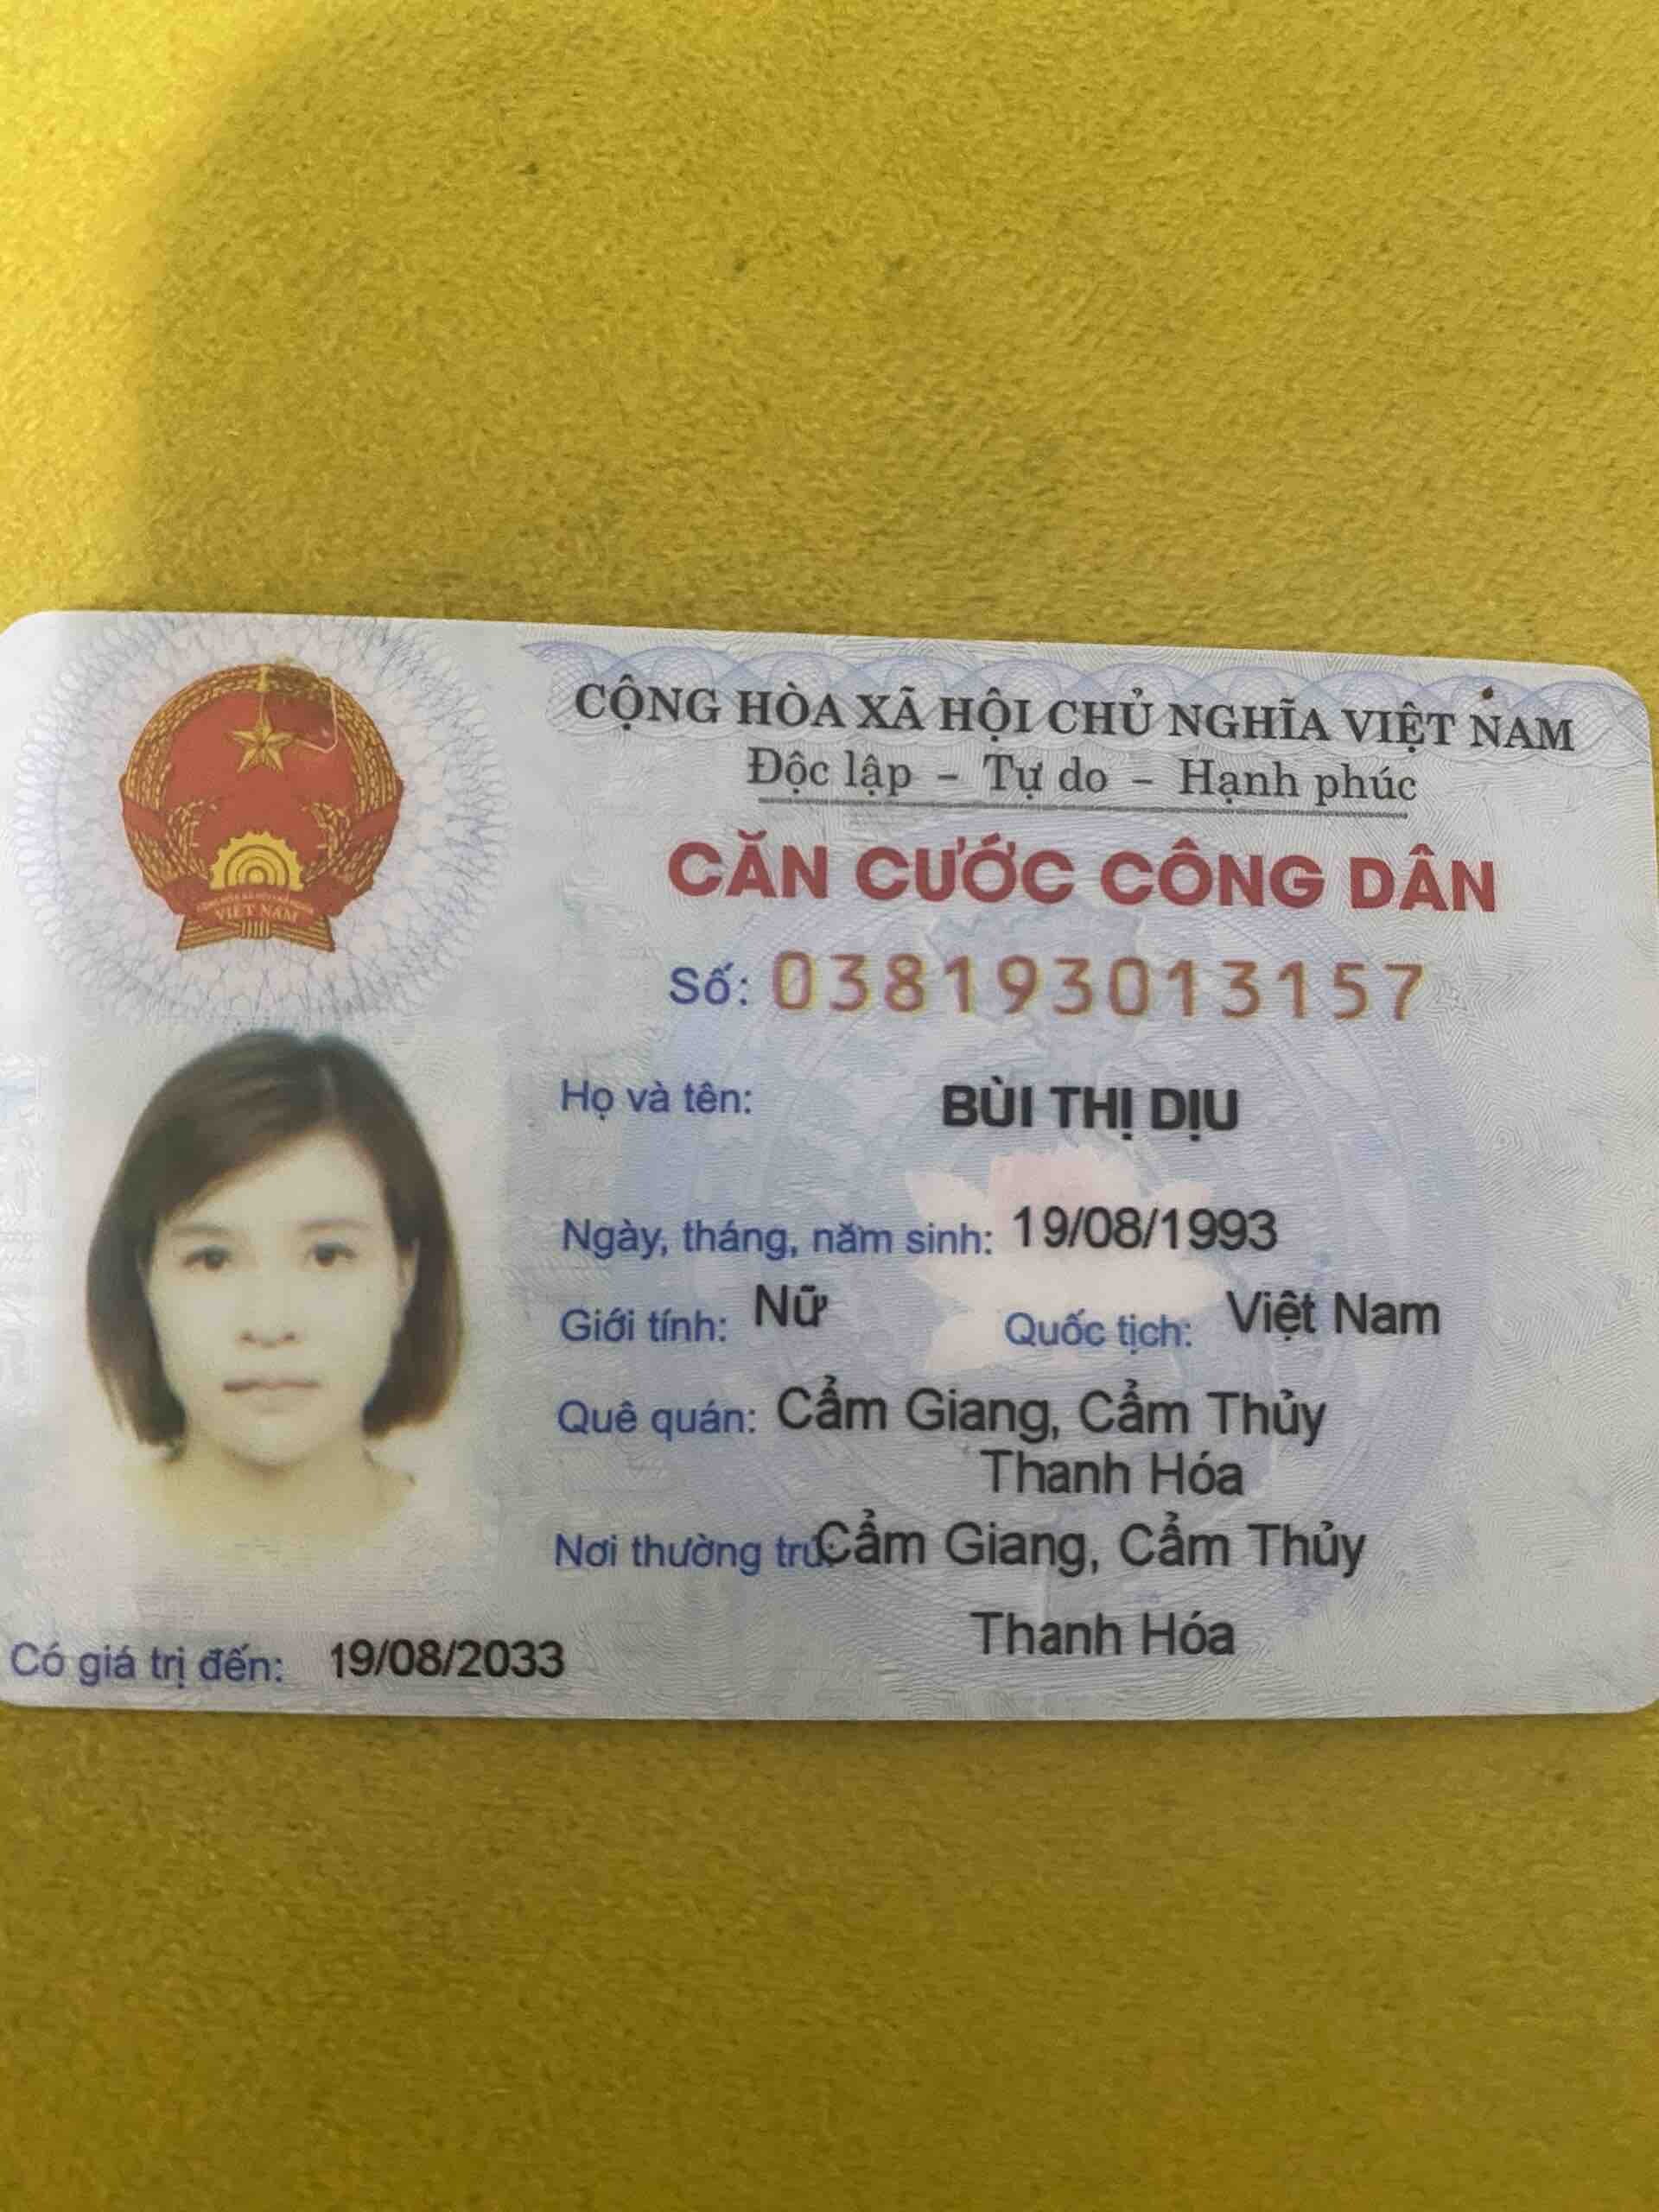 CỘNG HÒA XÃ HỘI CHỦ NGHĨA VIỆT NAM
Độc lập - Tự do - Hạnh phúc
CĂN CƯỚC CÔNG DÂN
Số: 038193013157
Họ và tên: BÙI THỊ DỊU
Ngày, tháng, năm sinh: 19/08/1993
Giới tính: Nữ Quốc tịch: Việt Nam
Quê quán: Cẩm Giang, Cẩm Thủy
Thanh Hóa
Nơi thường trú: Cẩm Giang, Cẩm Thủy
Thanh Hóa
Có giá trị đến: 19/08/2033
VIỆT NAM